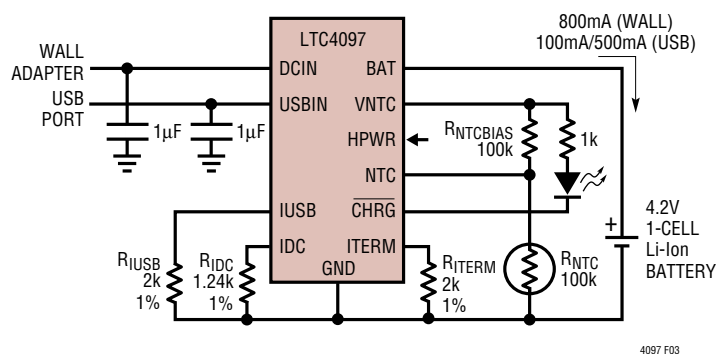 800mA (WALL)
100mA/500mA (USB)
LTC4097
WALL
ADAPTER
DCIN
BAT
USB
PORT
USBIN
VNTC
1µF
1µF
HPWR
RNTCBIAS
100k
1k
NTC
IUSB
CHRG
IDC
ITERM
GND
RIUSB
2k
1%
RIDC
1.24k
1%
RITERM
2k
1%
RNTC
100k
+
4.2V
1-CELL
Li-Ion
BATTERY
4097 F03